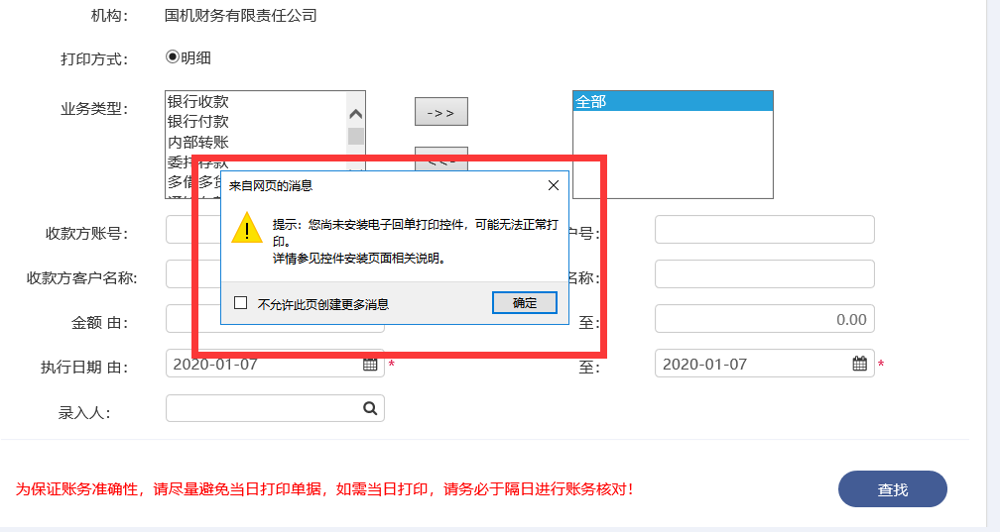 机构： 国机财务有限责任公司
打印方式： 明细
业务类型： 银行收款 ->> 全部
银行付款
内部转账
委托存款
来自网页的消息
提示：您尚未安装电子回单打印控件，可能无法正常打
印。
详情参见控件安装页面相关说明。
不允许此页创建更多消息 确定
收款方账号： 户号：
收款方客户名称: 名称:
金额 由： 至： 0.00
执行日期 由： 2020-01-07 * 至： 2020-01-07 *
录入人：
为保证账务准确性，请尽量避免当日打印单据，如需当日打印，请务必于隔日进行账务核对！ 查找